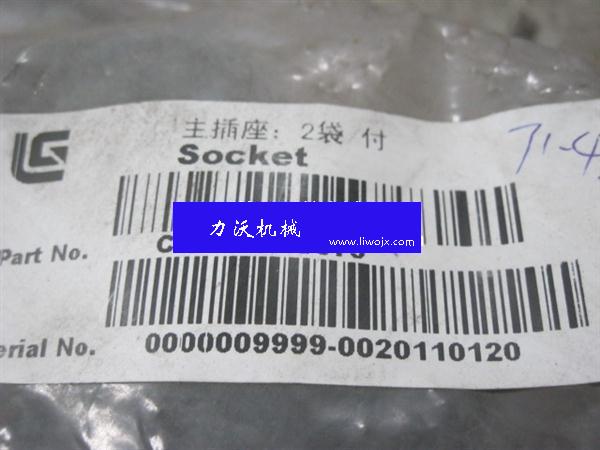 主插座: 2袋/付
Socket
Part No.
力沃机械
www.liwojx.com
erial No.
0000009999-0020110120